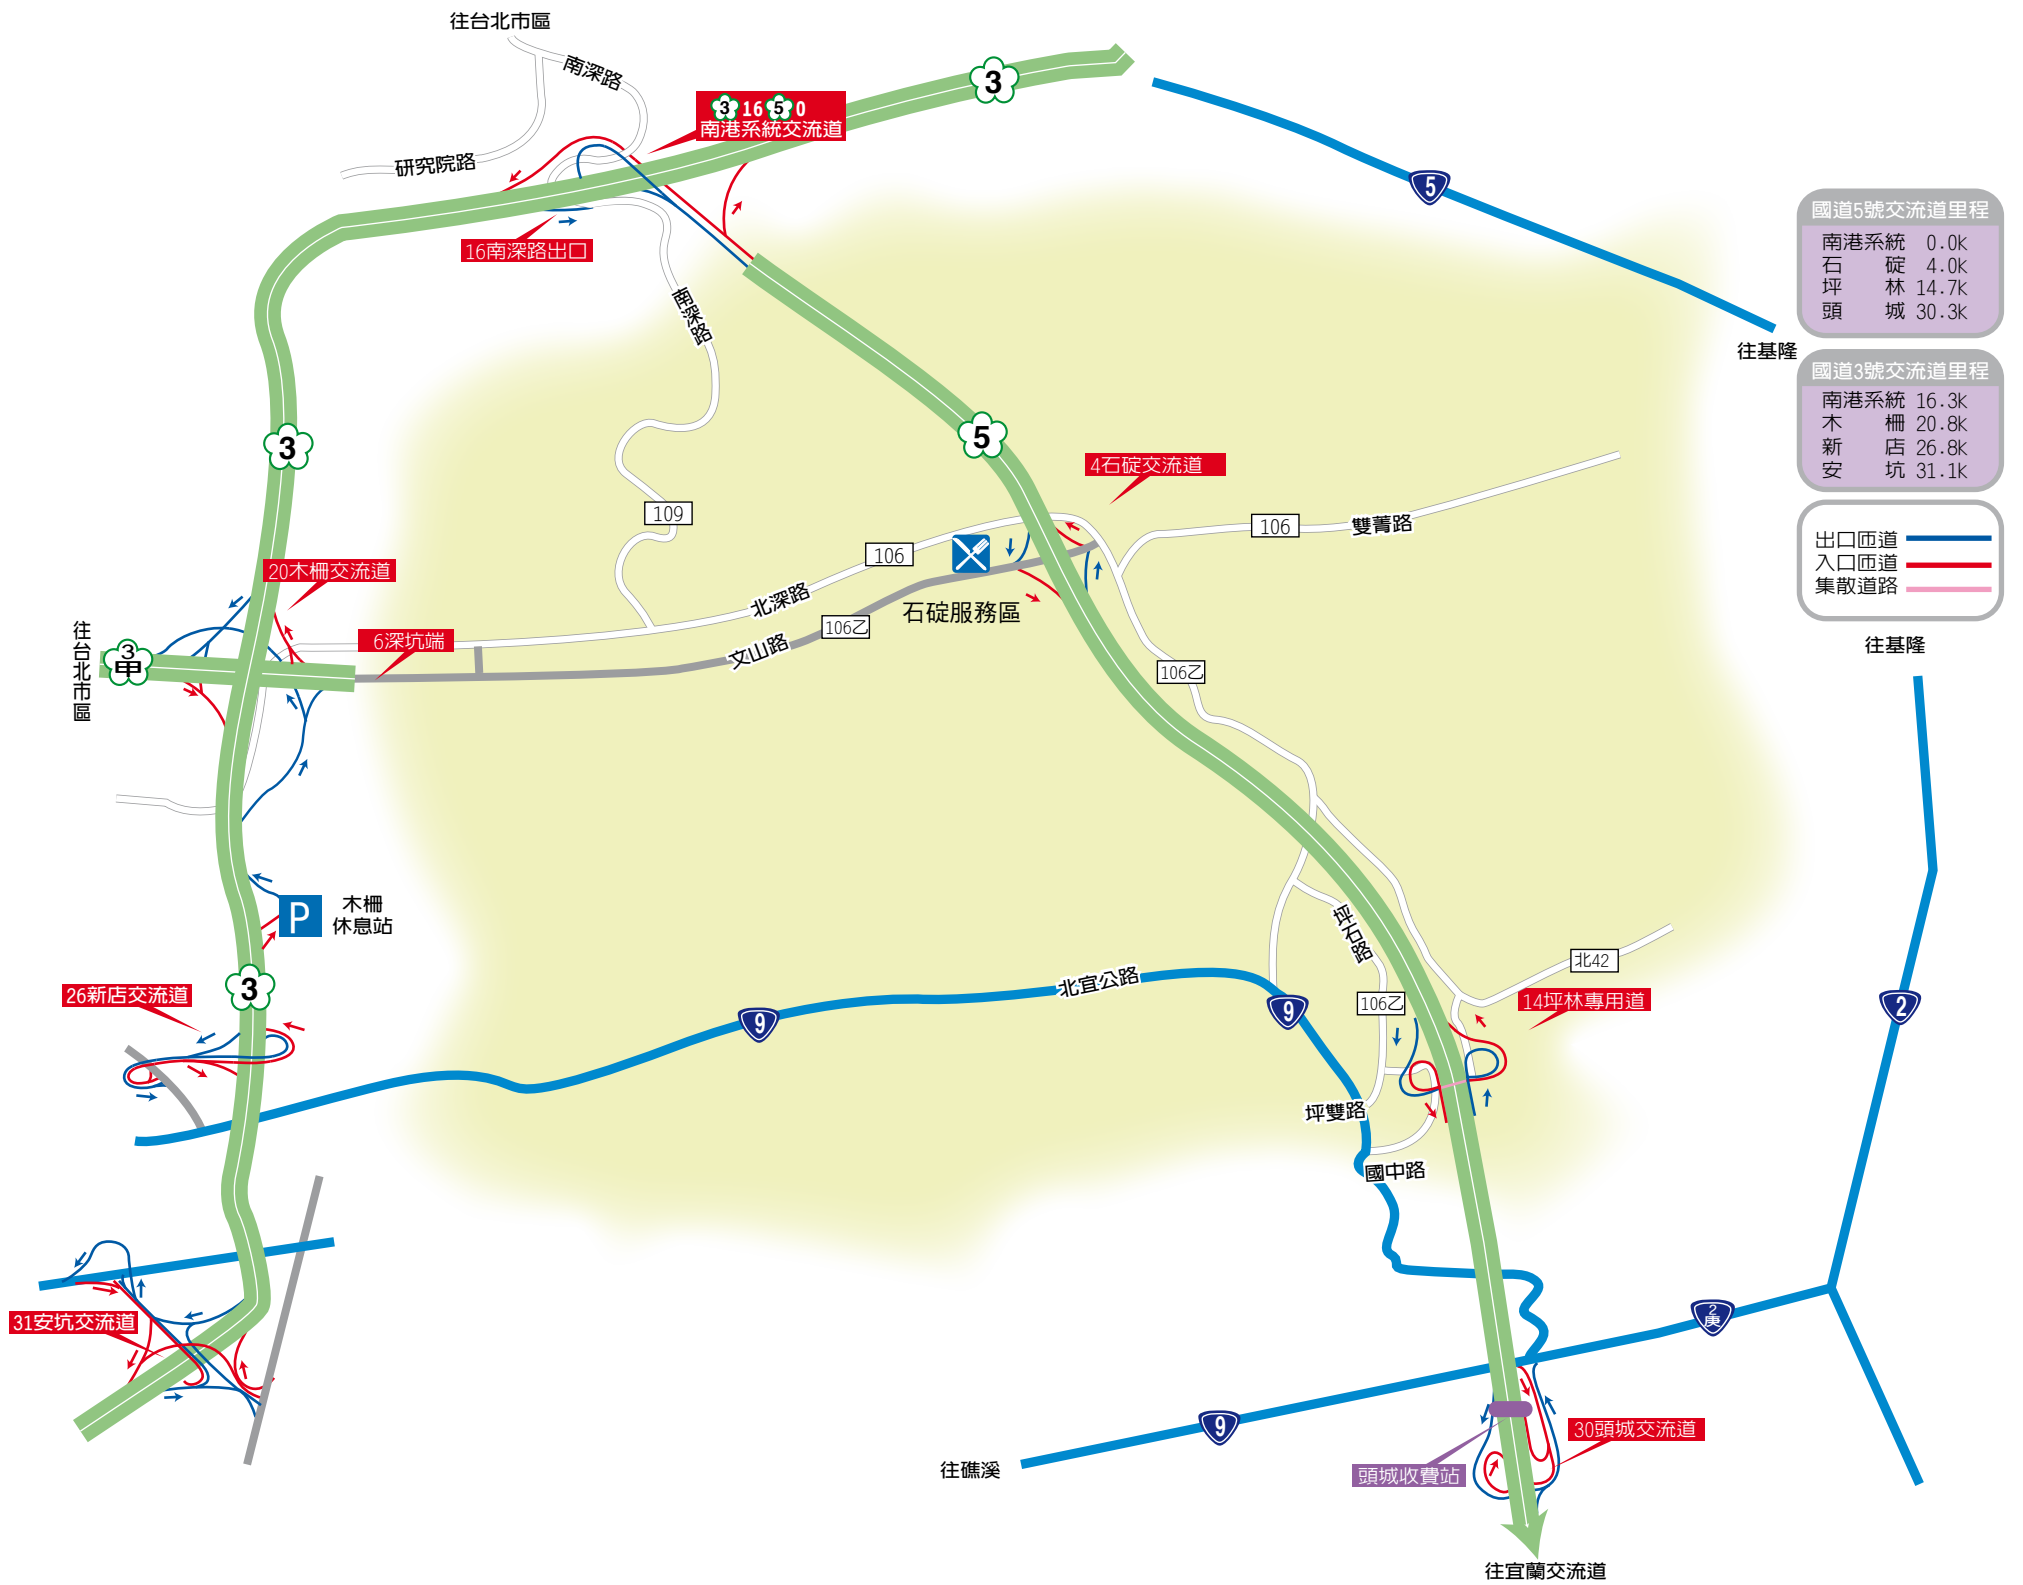 往台北市區
南深路
3
3 16 5 0
南港系統交流道
研究院路
5
16南深路出口
南深路
國道5號交流道里程
南港系統 0.0k
石碇 4.0k
坪林 14.7k
頭城 30.3k
往基隆
國道3號交流道里程
南港系統 16.3k
木柵 20.8k
新店 26.8k
安坑 31.1k
出口匝道
入口匝道
集散道路
3
5
4石碇交流道
109
106
106
雙菁路
20木柵交流道
北深路
石碇服務區
106乙
6深坑端
文山路
往台北市區
3甲
106乙
往基隆
P
木柵
休息站
坪石路
3
26新店交流道
北宜公路
北42
106乙
14坪林專用道
9
9
2
坪雙路
國中路
31安坑交流道
2庚
9
30頭城交流道
往礁溪
頭城收費站
往宜蘭交流道